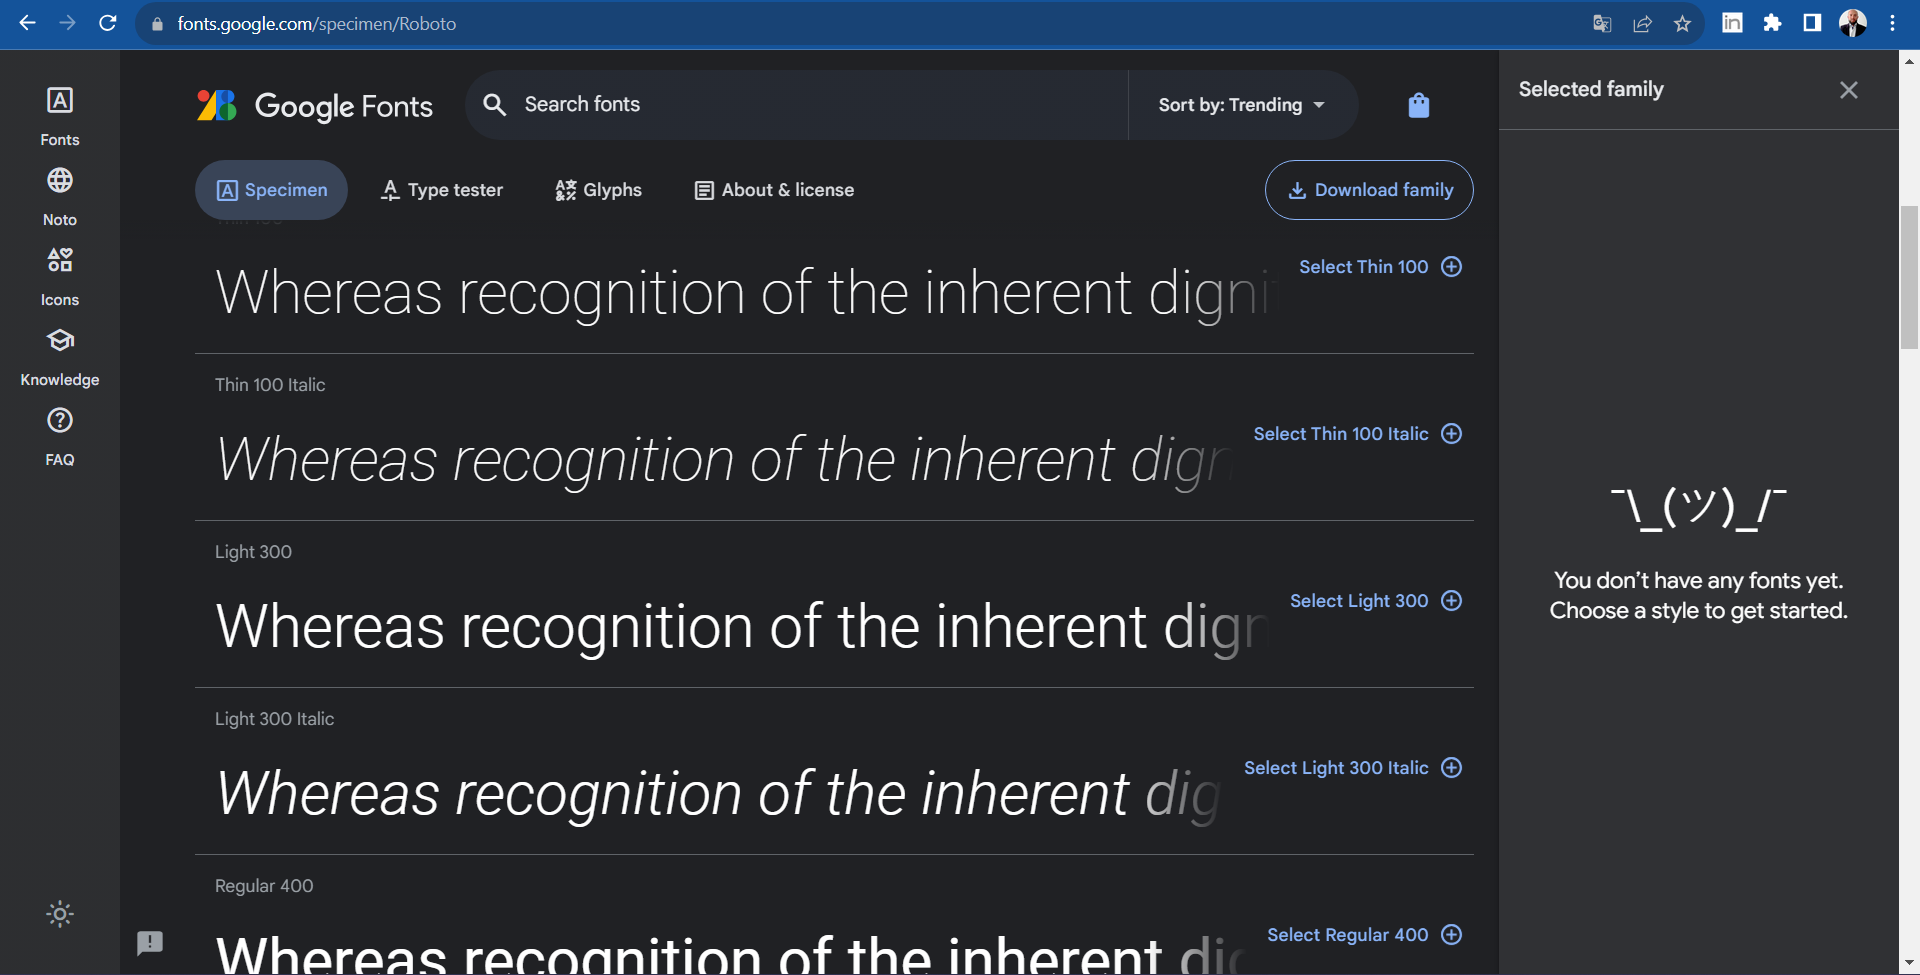 fonts.google.com/specimen/Roboto
Fonts
Noto
Icons
Knowledge
FAQ
Google Fonts
Search fonts
Sort by: Trending
Specimen
Type tester
Glyphs
About & license
Download family
Whereas recognition of the inherent digni
Select Thin 100
Thin 100 Italic
Whereas recognition of the inherent dign
Select Thin 100 Italic
Light 300
Whereas recognition of the inherent dign
Select Light 300
Light 300 Italic
Whereas recognition of the inherent dig
Select Light 300 Italic
Regular 400
Whereas recognition of the inherent dig
Select Regular 400
Selected family
¯\_(ツ)_/¯
You don’t have any fonts yet.
Choose a style to get started.